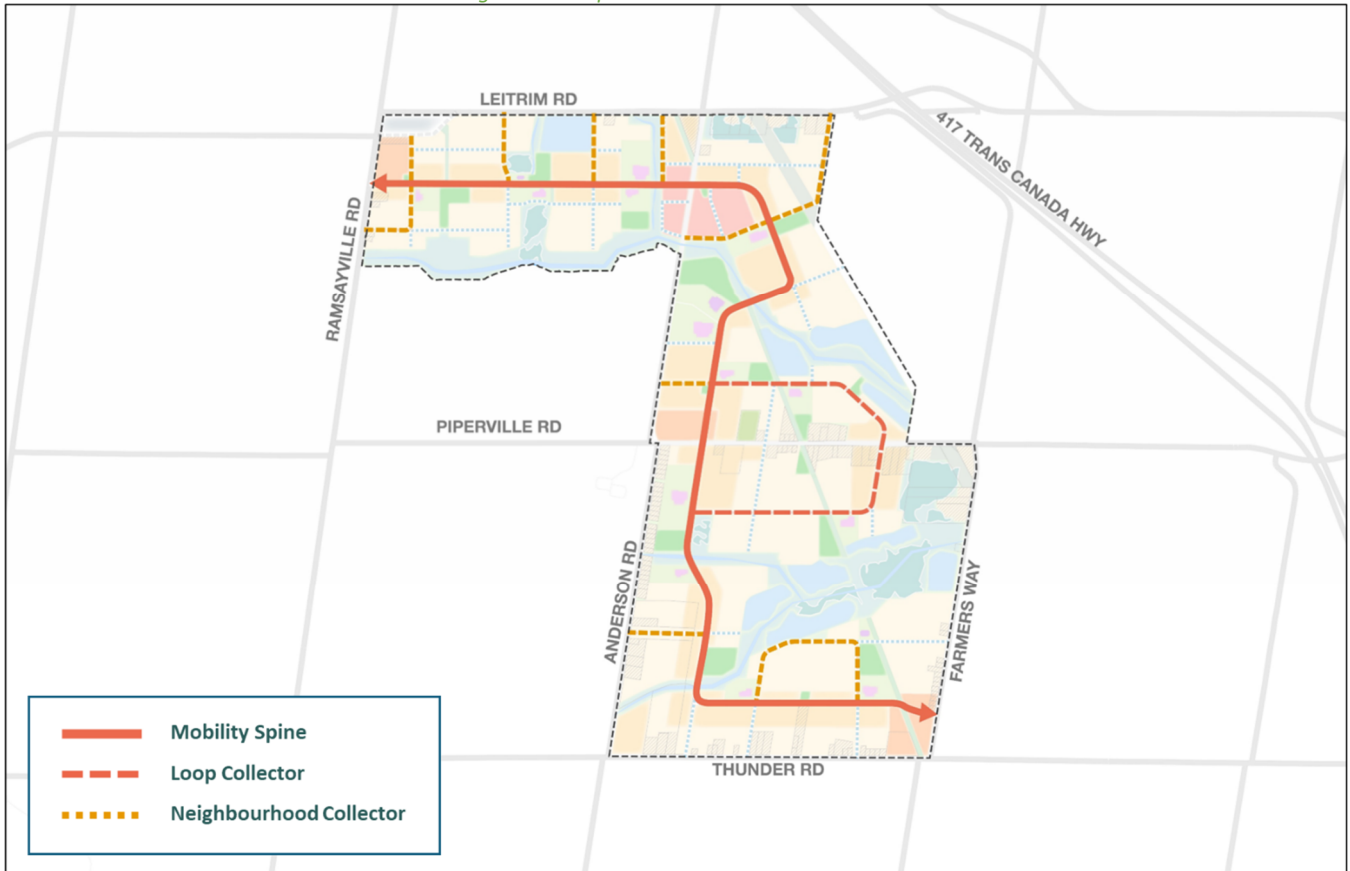 LEITRIM RD
417 TRANS CANADA HWY
RAMSAYVILLE RD
PIPERVILLE RD
ANDERSON RD
FARMERS WAY
THUNDER RD
Mobility Spine
Loop Collector
Neighbourhood Collector